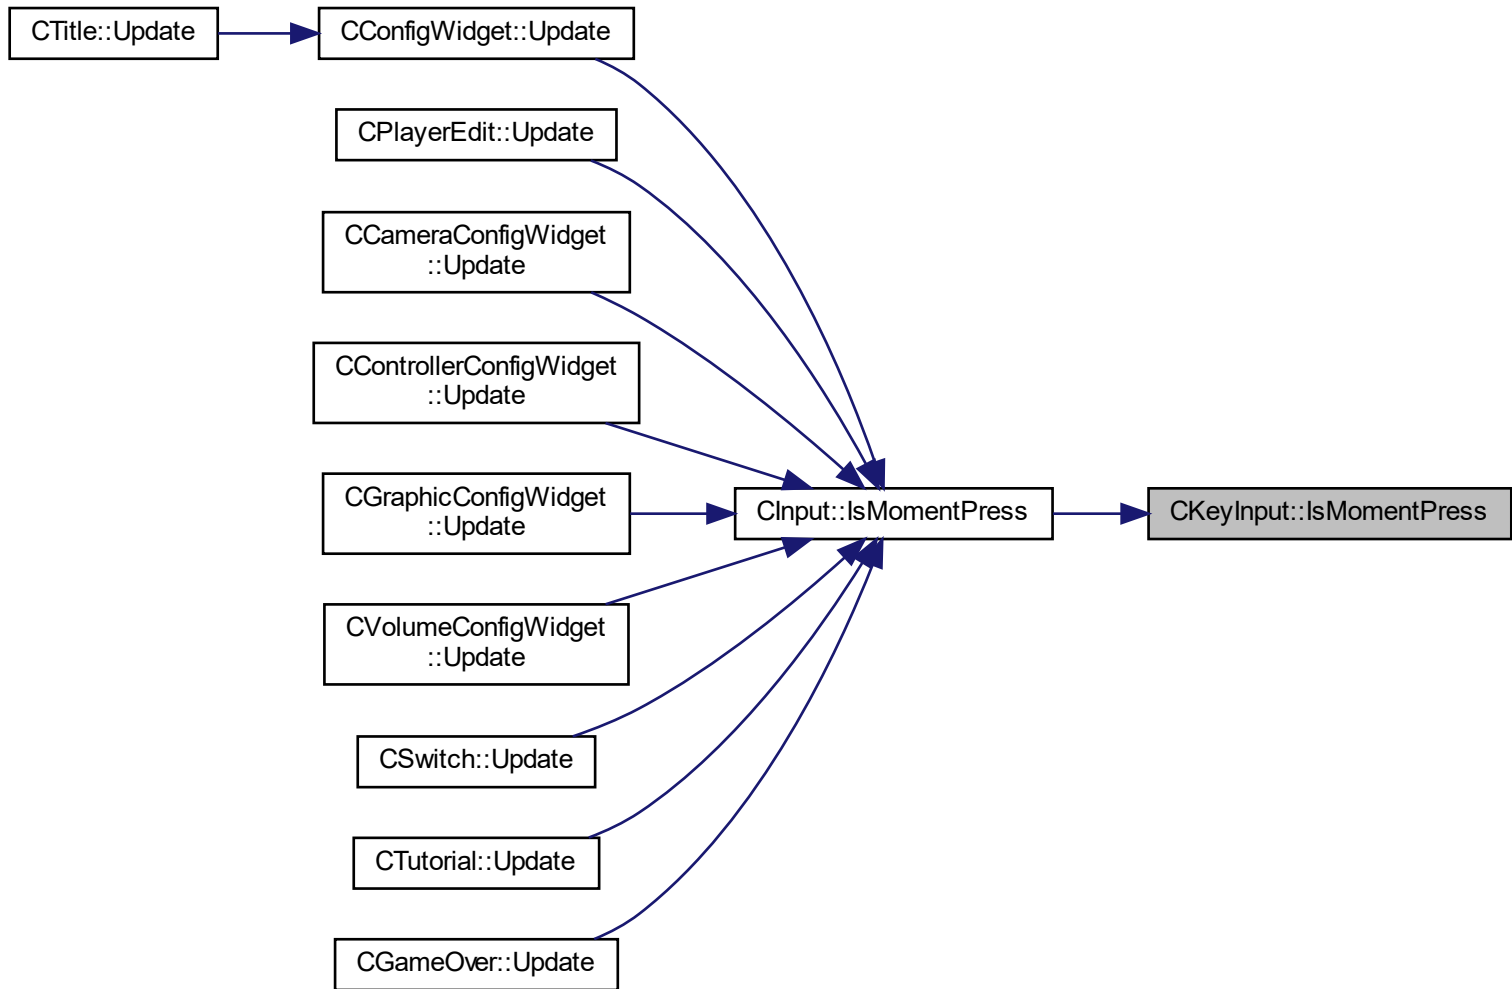 CTitle::Update
CConfigWidget::Update
CPlayerEdit::Update
CCameraConfigWidget
::Update
CControllerConfigWidget
::Update
CGraphicConfigWidget
::Update
CInput::IsMomentPress
CKeyInput::IsMomentPress
CVolumeConfigWidget
::Update
CSwitch::Update
CTutorial::Update
CGameOver::Update